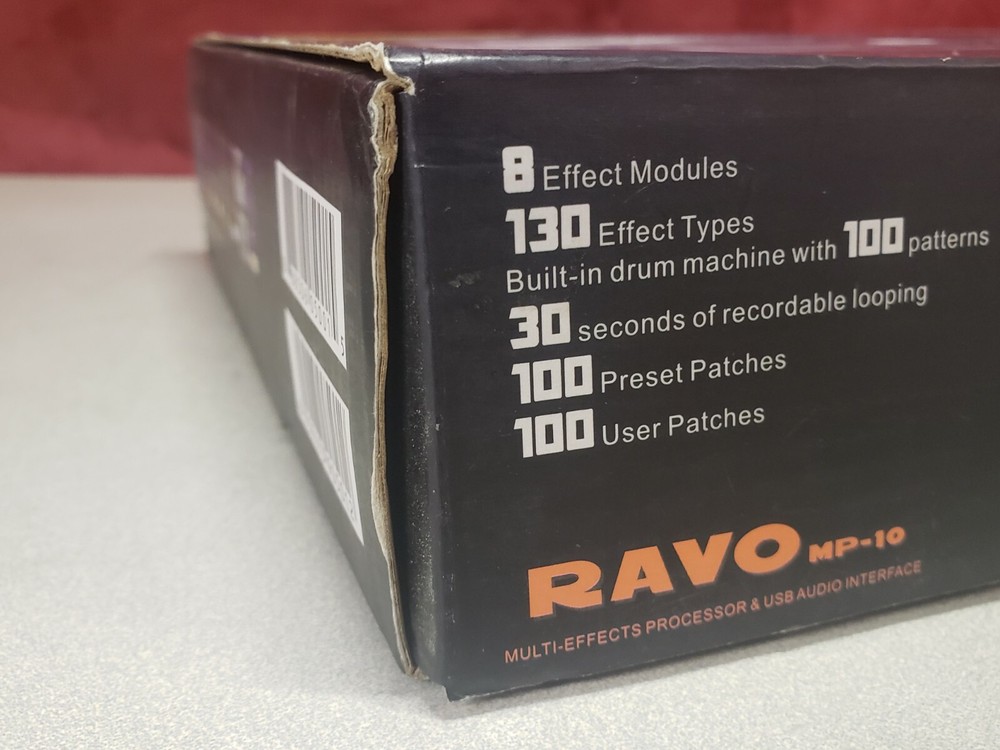 8 Effect Modules
130 Effect Types
Built-in drum machine with 100 patterns
30 seconds of recordable looping
100 Preset Patches
100 User Patches
RAVO MP-10
MULTI-EFFECTS PROCESSOR & USB AUDIO INTERFACE